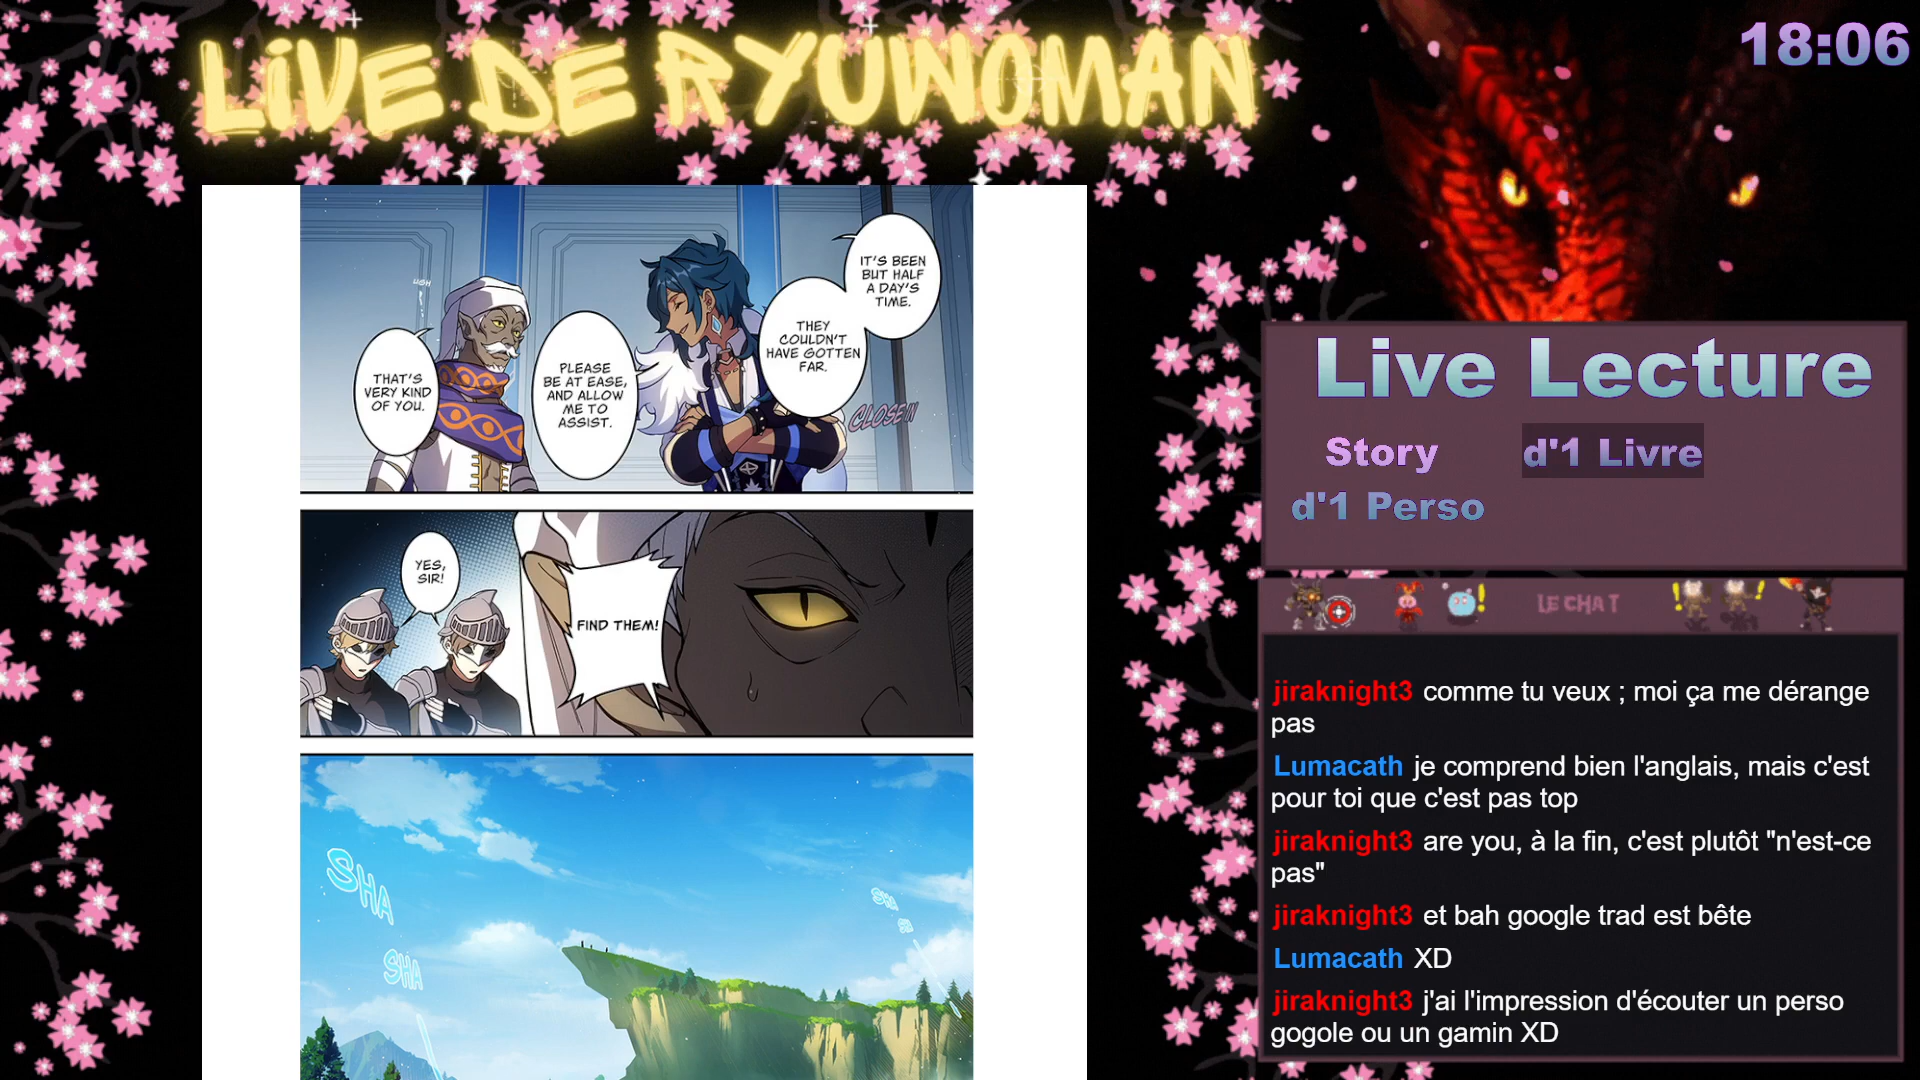 LIVE DE RYUWOMAN
18:06
IT'S BEEN
BUT HALF
A DAY'S
TIME.
THEY
COULDN'T
HAVE GOTTEN
FAR.
UGH
PLEASE
BE AT EASE,
AND ALLOW
ME TO
ASSIST.
THAT'S
VERY KIND
OF YOU.
CLOSE IN
YES,
SIR!
FIND THEM!
SHA
SHA
SHA
Live Lecture
Story
d'1 Livre
d'1 Perso
LE CHAT
jiraknight3 comme tu veux ; moi ça me dérange
pas
Lumacath je comprend bien l'anglais, mais c'est
pour toi que c'est pas top
jiraknight3 are you, à la fin, c'est plutôt "n'est-ce
pas"
jiraknight3 et bah google trad est bête
Lumacath XD
jiraknight3 j'ai l'impression d'écouter un perso
gogole ou un gamin XD